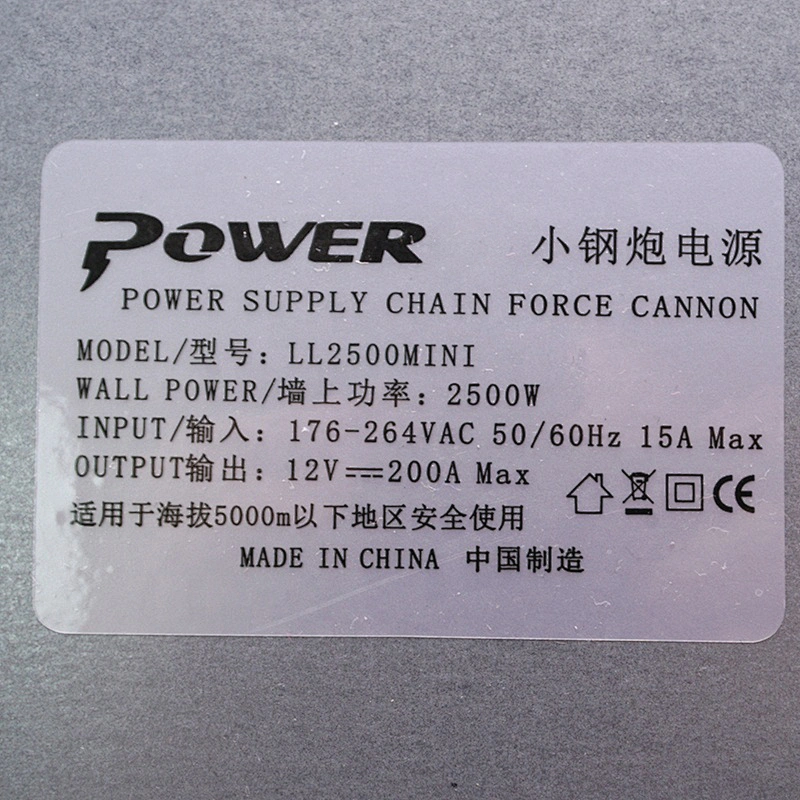 POWER 小钢炮电源
POWER SUPPLY CHAIN FORCE CANNON
MODEL/型号: LL2500MINI
WALL POWER/墙上功率: 2500W
INPUT/输入: 176-264VAC 50/60Hz 15A Max
OUTPUT输出: 12V⎓200A Max
适用于海拔5000m以下地区安全使用 CE
MADE IN CHINA 中国制造